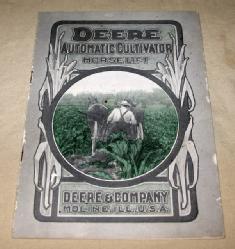 DEERE
AUTOMATIC CULTIVATOR
HORSE LIFT
DEERE & COMPANY
MOLINE, ILL., U.S.A.